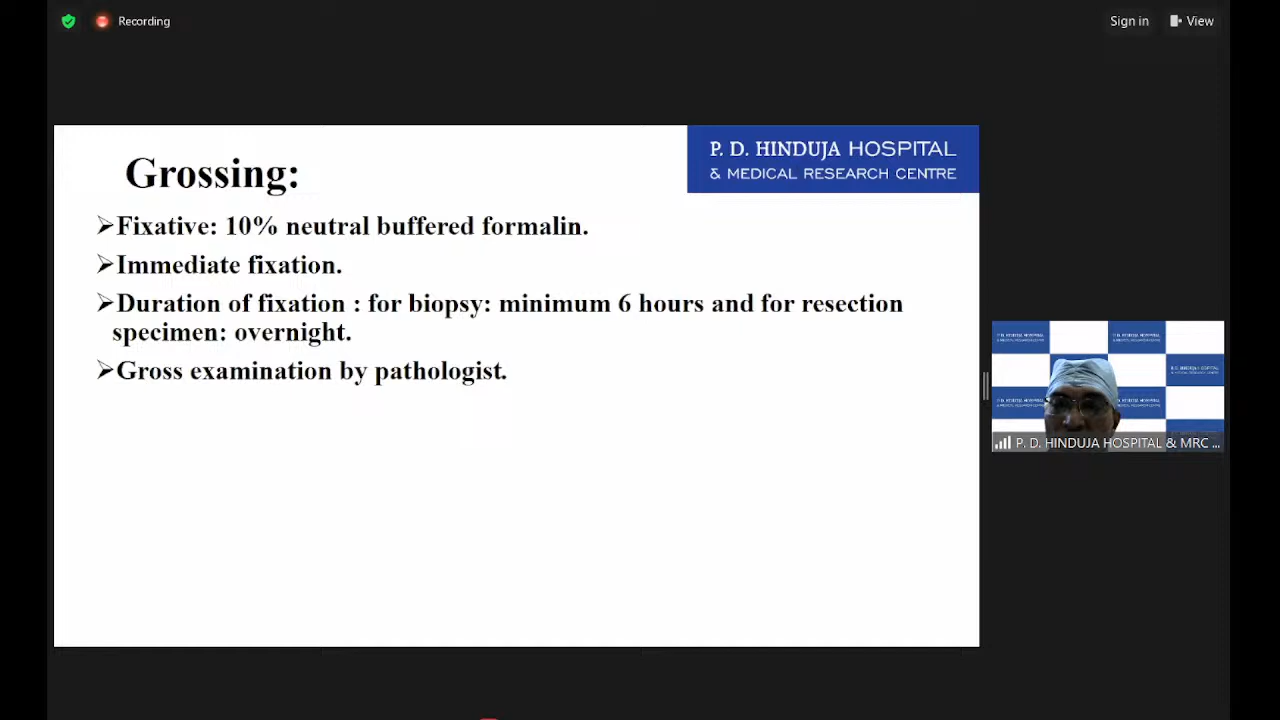 Recording
Sign in
View
P. D. HINDUJA HOSPITAL
& MEDICAL RESEARCH CENTRE
Grossing:
➢Fixative: 10% neutral buffered formalin.
➢Immediate fixation.
➢Duration of fixation : for biopsy: minimum 6 hours and for resection
specimen: overnight.
➢Gross examination by pathologist.
P. D. HINDUJA HOSPITAL & MRC ...